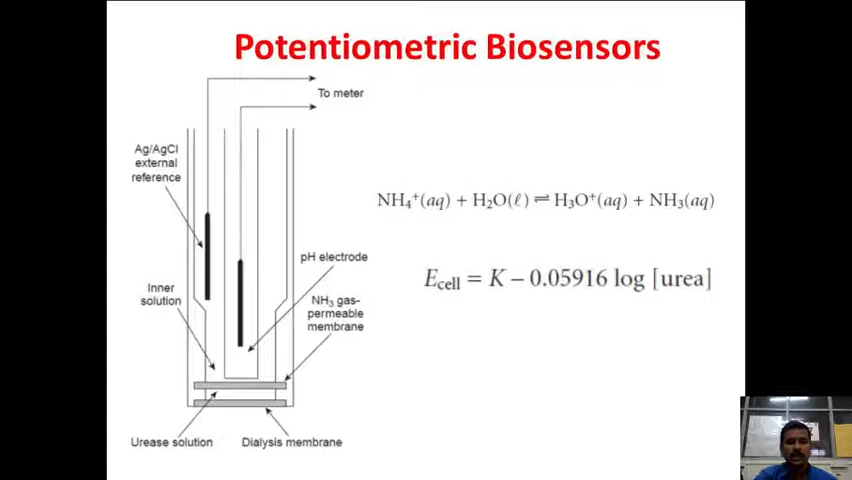 Potentiometric Biosensors
To meter
Ag/AgCl
external
reference
NH₄⁺(aq) + H₂O(ℓ) ⇌ H₃O⁺(aq) + NH₃(aq)
pH electrode
E_cell = K – 0.05916 log [urea]
Inner
solution
NH₃ gas-
permeable
membrane
Urease solution
Dialysis membrane